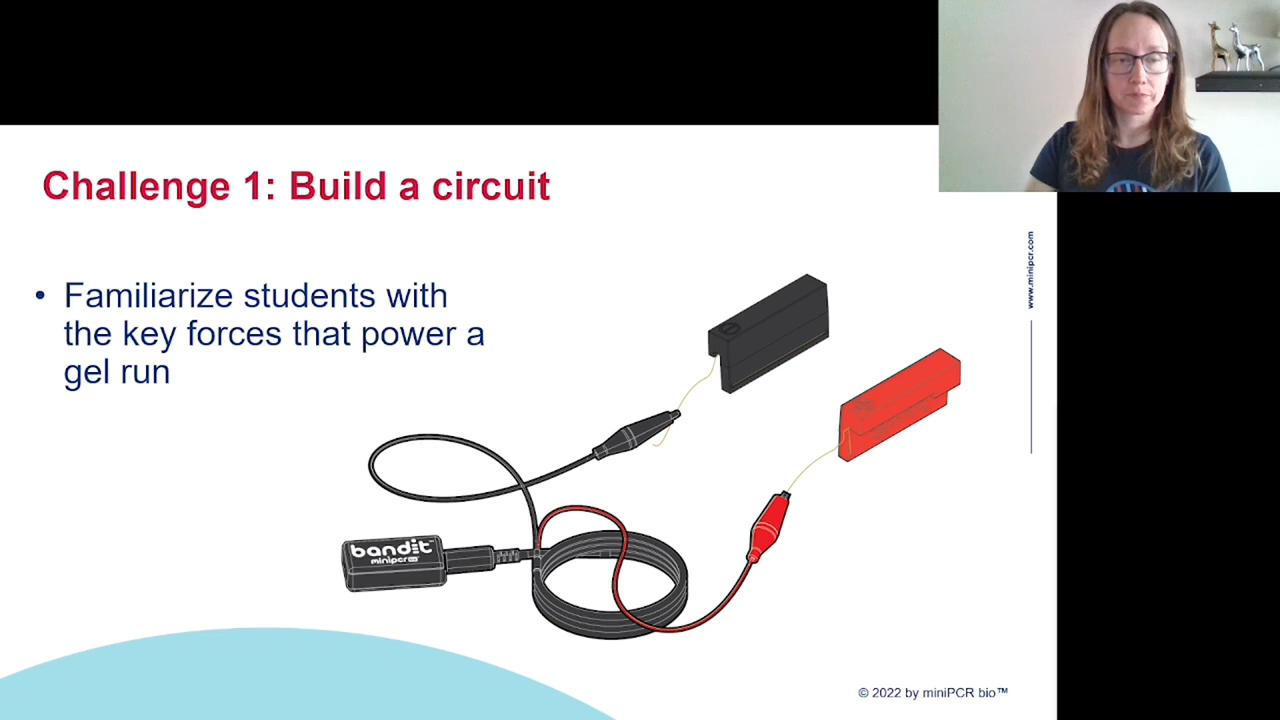 Challenge 1: Build a circuit
• Familiarize students with
the key forces that power a
gel run
www.minipcr.com
bandit
minipcr
© 2022 by miniPCR bio™